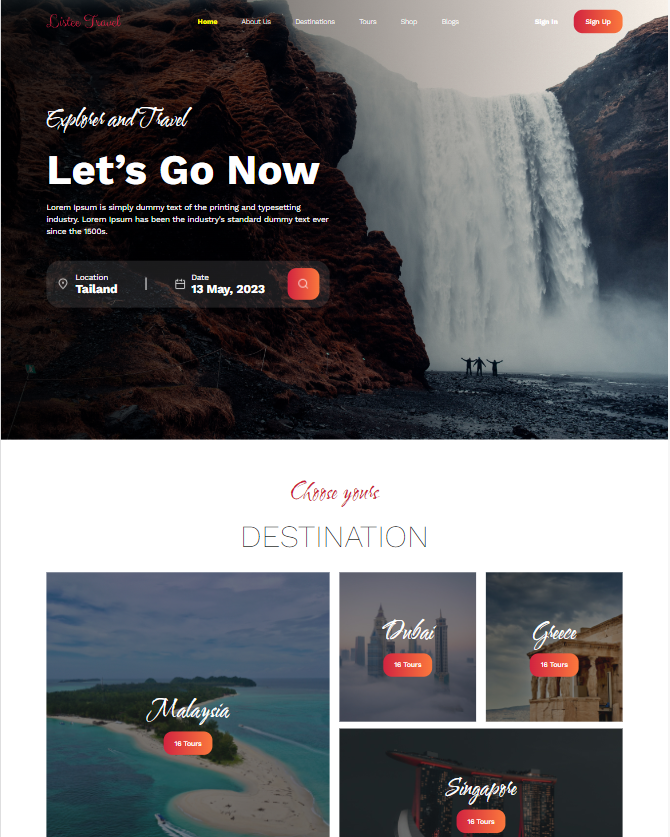 Listee Travel
Home About Us Destinations Tours Shop Blogs Sign In Sign Up
Explorer and Travel
Let's Go Now
Lorem Ipsum is simply dummy text of the printing and typesetting
industry. Lorem Ipsum has been the industry's standard dummy text ever
since the 1500s.
Location
Tailand
|
Date
13 May, 2023
Choose yours
DESTINATION
Dubai
16 Tours
Greece
16 Tours
Malaysia
16 Tours
Singapore
16 Tours